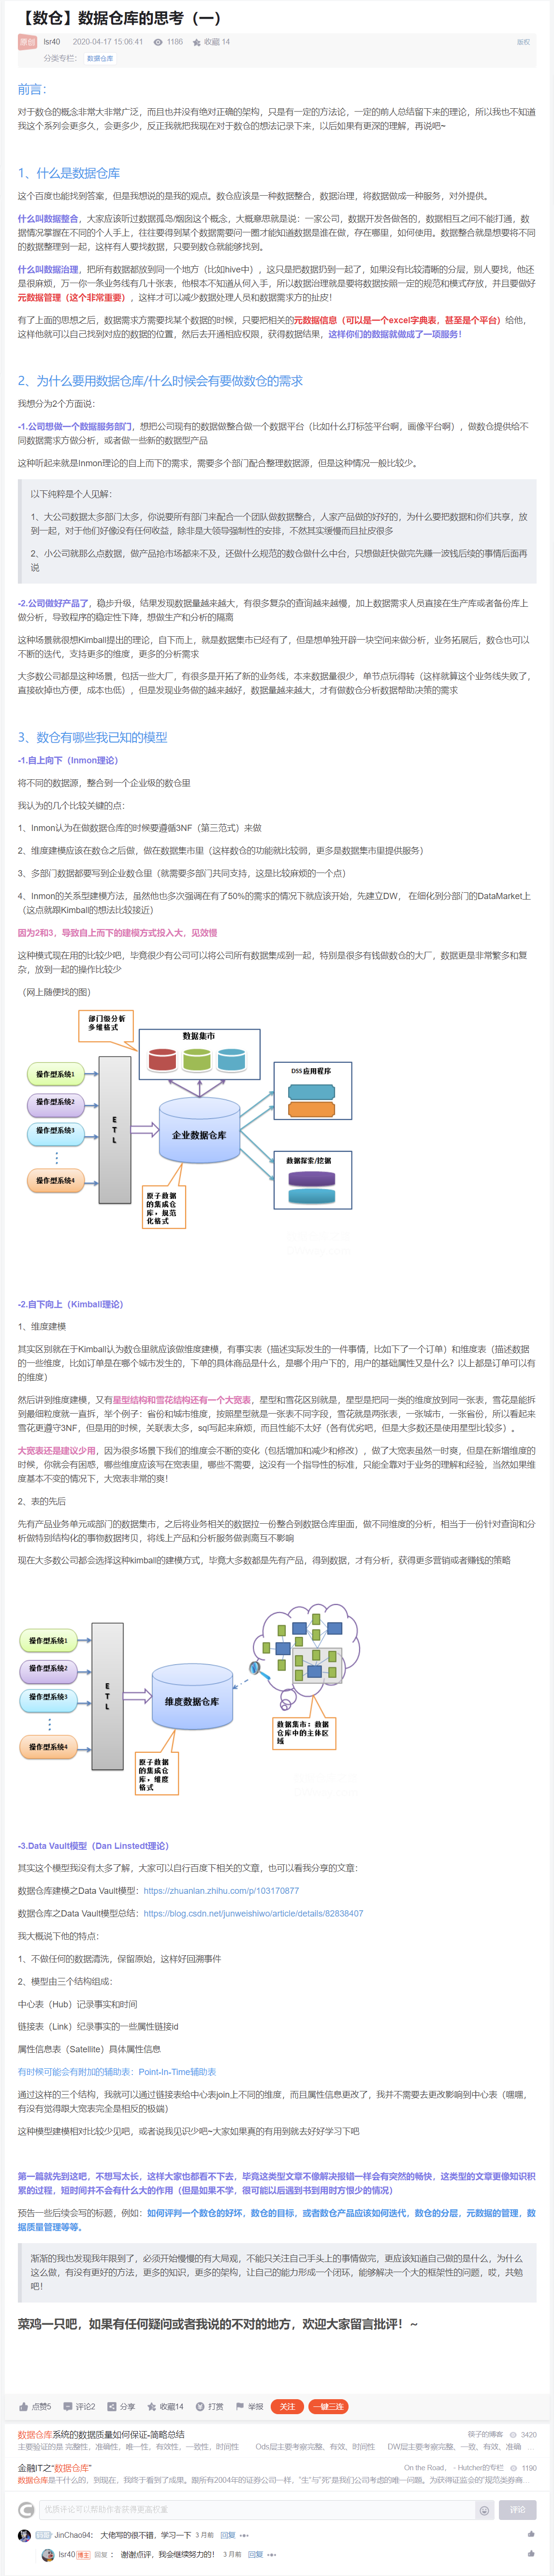 【数仓】数据仓库的思考（一）
原创 lsr40 2020-04-17 15:06:41 1186 收藏 14 版权
分类专栏： 数据仓库
前言：
对于数仓的概念非常大非常广泛，而且也并没有绝对正确的架构，只是有一定的方法论，一定的前人总结留下来的理论，所以我也不知道
我这个系列会更多久，会更多少，反正我就把我现在对于数仓的想法记录下来，以后如果有更深的理解，再说吧~
1、什么是数据仓库
这个百度也能找到答案，但是我想说的是我的观点。数仓应该是一种数据整合，数据治理，将数据做成一种服务，对外提供。
什么叫数据整合，大家应该听过数据孤岛/烟囱这个概念，大概意思就是说：一家公司，数据开发各做各的，数据相互之间不能打通，数
据情况掌握在不同的个人手上，往往要得到某个数据需要问一圈才能知道数据是谁在做，存在哪里，如何使用。数据整合就是想要将不同
的数据整理到一起，这样有人要找数据，只要到数仓就能够找到。
什么叫数据治理，把所有数据都放到同一个地方（比如hive中），这只是把数据扔到一起了，如果没有比较清晰的分层，别人要找，他还
是很麻烦，万一你一条业务线有几十张表，他根本不知道从何入手，所以数据治理就是要将数据按照一定的规范和模式存放，并且要做好
元数据管理（这个非常重要），这样才可以减少数据处理人员和数据需求方的扯皮！
有了上面的思想之后，数据需求方需要找某个数据的时候，只要把相关的元数据信息（可以是一个excel字典表，甚至是个平台）给他，
这样他就可以自己找到对应的数据的位置，然后去开通相应权限，获得数据结果，这样你们的数据就做成了一项服务！
2、为什么要用数据仓库/什么时候会有要做数仓的需求
我想分为2个方面说：
-1.公司想做一个数据服务部门，想把公司现有的数据做整合做一个数据平台（比如什么打标签平台啊，画像平台啊），做数仓提供给不
同数据需求方做分析，或者做一些新的数据型产品
这种听起来就是Inmon理论的自上而下的需求，需要多个部门配合整理数据源，但是这种情况一般比较少。
以下纯粹是个人见解：
1、大公司数据太多部门太多，你说要所有部门来配合一个团队做数据整合，人家产品做的好好的，为什么要把数据和你们共享，放
到一起，对于他们好像没有任何收益，除非是大领导强制性的安排，不然其实缓慢而且扯皮很多
2、小公司就那么点数据，做产品抢市场都来不及，还做什么规范的数仓做什么中台，只想做赶快做完先赚一波钱后续的事情后面再
说
-2.公司做好产品了，稳步升级，结果发现数据量越来越大，有很多复杂的查询越来越慢，加上数据需求人员直接在生产库或者备份库上
做分析，导致程序的稳定性下降，想做生产和分析的隔离
这种场景就很想Kimball提出的理论，自下而上，就是数据集市已经有了，但是想单独开辟一块空间来做分析，业务拓展后，数仓也可以
不断的迭代，支持更多的维度，更多的分析需求
大多数公司都是这种场景，包括一些大厂，有很多是开拓了新的业务线，本来数据量很少，单节点玩得转（这样就算这个业务线失败了，
直接砍掉也方便，成本也低），但是发现业务做的越来越好，数据量越来越大，才有做数仓分析数据帮助决策的需求
3、数仓有哪些我已知的模型
-1.自上向下（Inmon理论）
将不同的数据源，整合到一个企业级的数仓里
我认为的几个比较关键的点：
1、Inmon认为在做数据仓库的时候要遵循3NF（第三范式）来做
2、维度建模应该在数仓之后做，做在数据集市里（这样数仓的功能就比较弱，更多是数据集市里提供服务）
3、多部门数据都要写到企业数仓里（就需要多部门共同支持，这是比较麻烦的一个点）
4、Inmon的关系型建模方法，虽然他也多次强调在有了50%的需求的情况下就应该开始，先建立DW， 在细化到分部门的DataMarket上
（这点就跟Kimball的想法比较接近）
因为2和3，导致自上而下的建模方式投入大，见效慢
这种模式现在用的比较少吧，毕竟很少有公司可以将公司所有数据集成到一起，特别是很多有钱做数仓的大厂，数据更是非常繁多和复
杂，放到一起的操作比较少
（网上随便找的图）
部门级分析
多维格式
数据集市
操作型系统1
操作型系统2
操作型系统3
操作型系统4
ETL
企业数据仓库
DSS应用程序
数据探索/挖掘
原子数据
的集成仓
库，规范
化格式
-2.自下向上（Kimball理论）
1、维度建模
其实区别就在于Kimball认为数仓里就应该做维度建模，有事实表（描述实际发生的一件事情，比如下了一个订单）和维度表（描述数据
的一些维度，比如订单是在哪个城市发生的，下单的具体商品是什么，是哪个用户下的，用户的基础属性又是什么？以上都是订单可以有
的维度）
然后讲到维度建模，又有星型结构和雪花结构还有一个大宽表，星型和雪花区别就是，星型是把同一类的维度放到同一张表，雪花是能拆
到最细粒度就一直拆，举个例子：省份和城市维度，按照星型就是一张表不同字段，雪花就是两张表，一张城市，一张省份，所以看起来
雪花更遵守3NF，但是用的时候，关联表太多，sql写起来麻烦，而且性能不太好（各有优劣吧，但是大多数还是使用星型比较多）。
大宽表还是建议少用，因为很多场景下我们的维度会不断的变化（包括增加和减少和修改），做了大宽表虽然一时爽，但是在新增维度的
时候，你就会有困惑，哪些维度应该写在宽表里，哪些不需要，这没有一个指导性的标准，只能全靠对于业务的理解和经验，当然如果维
度基本不变的情况下，大宽表非常的爽！
2、表的先后
先有产品业务单元或部门的数据集市，之后将业务相关的数据拉一份整合到数据仓库里面，做不同维度的分析，相当于一份针对查询和分
析做特别结构化的事物数据拷贝，将线上产品和分析服务做剥离互不影响
现在大多数公司都会选择这种kimball的建模方式，毕竟大多数都是先有产品，得到数据，才有分析，获得更多营销或者赚钱的策略
操作型系统1
操作型系统2
操作型系统3
操作型系统4
ETL
维度数据仓库
数据集市：数据
仓库中的主体区
域
原子数据
的集成仓
库，维度
格式
-3.Data Vault模型（Dan Linstedt理论）
其实这个模型我没有太多了解，大家可以自行百度下相关的文章，也可以看我分享的文章：
数据仓库建模之Data Vault模型：https://zhuanlan.zhihu.com/p/103170877
数据仓库之Data Vault模型总结：https://blog.csdn.net/junweishiwo/article/details/82838407
我大概说下他的特点：
1、不做任何的数据清洗，保留原始，这样好回溯事件
2、模型由三个结构组成：
中心表（Hub）记录事实和时间
链接表（Link）纪录事实的一些属性链接id
属性信息表（Satellite）具体属性信息
有时候可能会有附加的辅助表：Point-In-Time辅助表
通过这样的三个结构，我就可以通过链接表给中心表join上不同的维度，而且属性信息更改了，我并不需要去更改影响到中心表（嘿嘿，
有没有觉得跟大宽表完全是相反的极端）
这种模型建模相对比较少见吧，或者说我见识少吧~大家如果真的有用到就去好好学习下吧
第一篇就先到这吧，不想写太长，这样大家也都看不下去，毕竟这类型文章不像解决报错一样会有突然的畅快，这类型的文章更像知识积
累的过程，短时间并不会有什么大的作用（但是如果不学，很可能以后遇到书到用时方恨少的情况）
预告一些后续会写的标题，例如：如何评判一个数仓的好坏，数仓的目标，或者数仓产品应该如何迭代，数仓的分层，元数据的管理，数
据质量管理等等。
渐渐的我也发现我年限到了，必须开始慢慢的有大局观，不能只关注自己手头上的事情做完，更应该知道自己做的是什么，为什么
这么做，有没有更好的方法，更多的知识，更多的架构，让自己的能力形成一个闭环，能够解决一个大的框架性的问题，哎，共勉
吧！
菜鸡一只吧，如果有任何疑问或者我说的不对的地方，欢迎大家留言批评！~
点赞5 评论2 分享 收藏14 打赏 举报 关注 一键三连
数据仓库系统的数据质量如何保证-简略总结 筷子的博客 3420
主要验证的是:完整性，准确性，唯一性，有效性，一致性，时间性 Ods层主要考察完整、有效、时间性 DW层主要考察完整、一致、有效、准确 ...
金融IT之“数据仓库” On the Road， - Hutcher的专栏 1190
数据仓库是干什么的，到现在，我终于看到了成果。跟所有2004年的证券公司一样，“生”与“死”是我们公司考虑的唯一问题。为获得证监会的“规范类券商...
优质评论可以帮助作者获得更高权重 评论
JinChao94： 大佬写的很不错，学习一下 3 月前 回复
lsr40 博主 回复： 谢谢点评，我会继续努力的！ 3 月前 回复